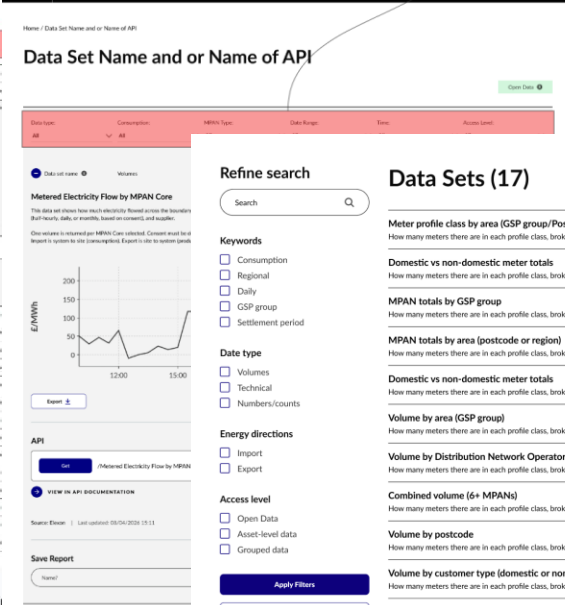 Home / Data Set Name and or Name of API
Data Set Name and or Name of API
Open Data
Data type: Consumption: MPAN Type: Date Range: Time: Access Level:
All All
Data set name Volumes
Metered Electricity Flow by MPAN Core
This data set shows how much electricity flowed across the boundary
(half-hourly, daily, or monthly, based on consent), and supplier.
One volume is returned per MPAN Core selected. Consent must be
Import is system to site (consumption). Export is site to system
£/MWh
200
150
100
50
0
12:00 15:00
Export
API
Get /Metered Electricity Flow by MPAN
VIEW IN API DOCUMENTATION
Source: Elexon | Last updated: 08/04/2026 15:11
Save Report
Name?
Refine search
Search
Keywords
Consumption
Regional
Daily
GSP group
Settlement period
Date type
Volumes
Technical
Numbers/counts
Energy directions
Import
Export
Access level
Open Data
Asset-level data
Grouped data
Apply Filters
Data Sets (17)
Meter profile class by area (GSP group/Pos
How many meters there are in each profile class, brok
Domestic vs non-domestic meter totals
How many meters there are in each profile class, brok
MPAN totals by GSP group
How many meters there are in each profile class, brok
MPAN totals by area (postcode or region)
How many meters there are in each profile class, brok
Domestic vs non-domestic meter totals
How many meters there are in each profile class, brok
Volume by area (GSP group)
How many meters there are in each profile class, brok
Volume by Distribution Network Operator
How many meters there are in each profile class, brok
Combined volume (6+ MPANs)
How many meters there are in each profile class, brok
Volume by postcode
How many meters there are in each profile class, brok
Volume by customer type (domestic or nor
How many meters there are in each profile class, brok